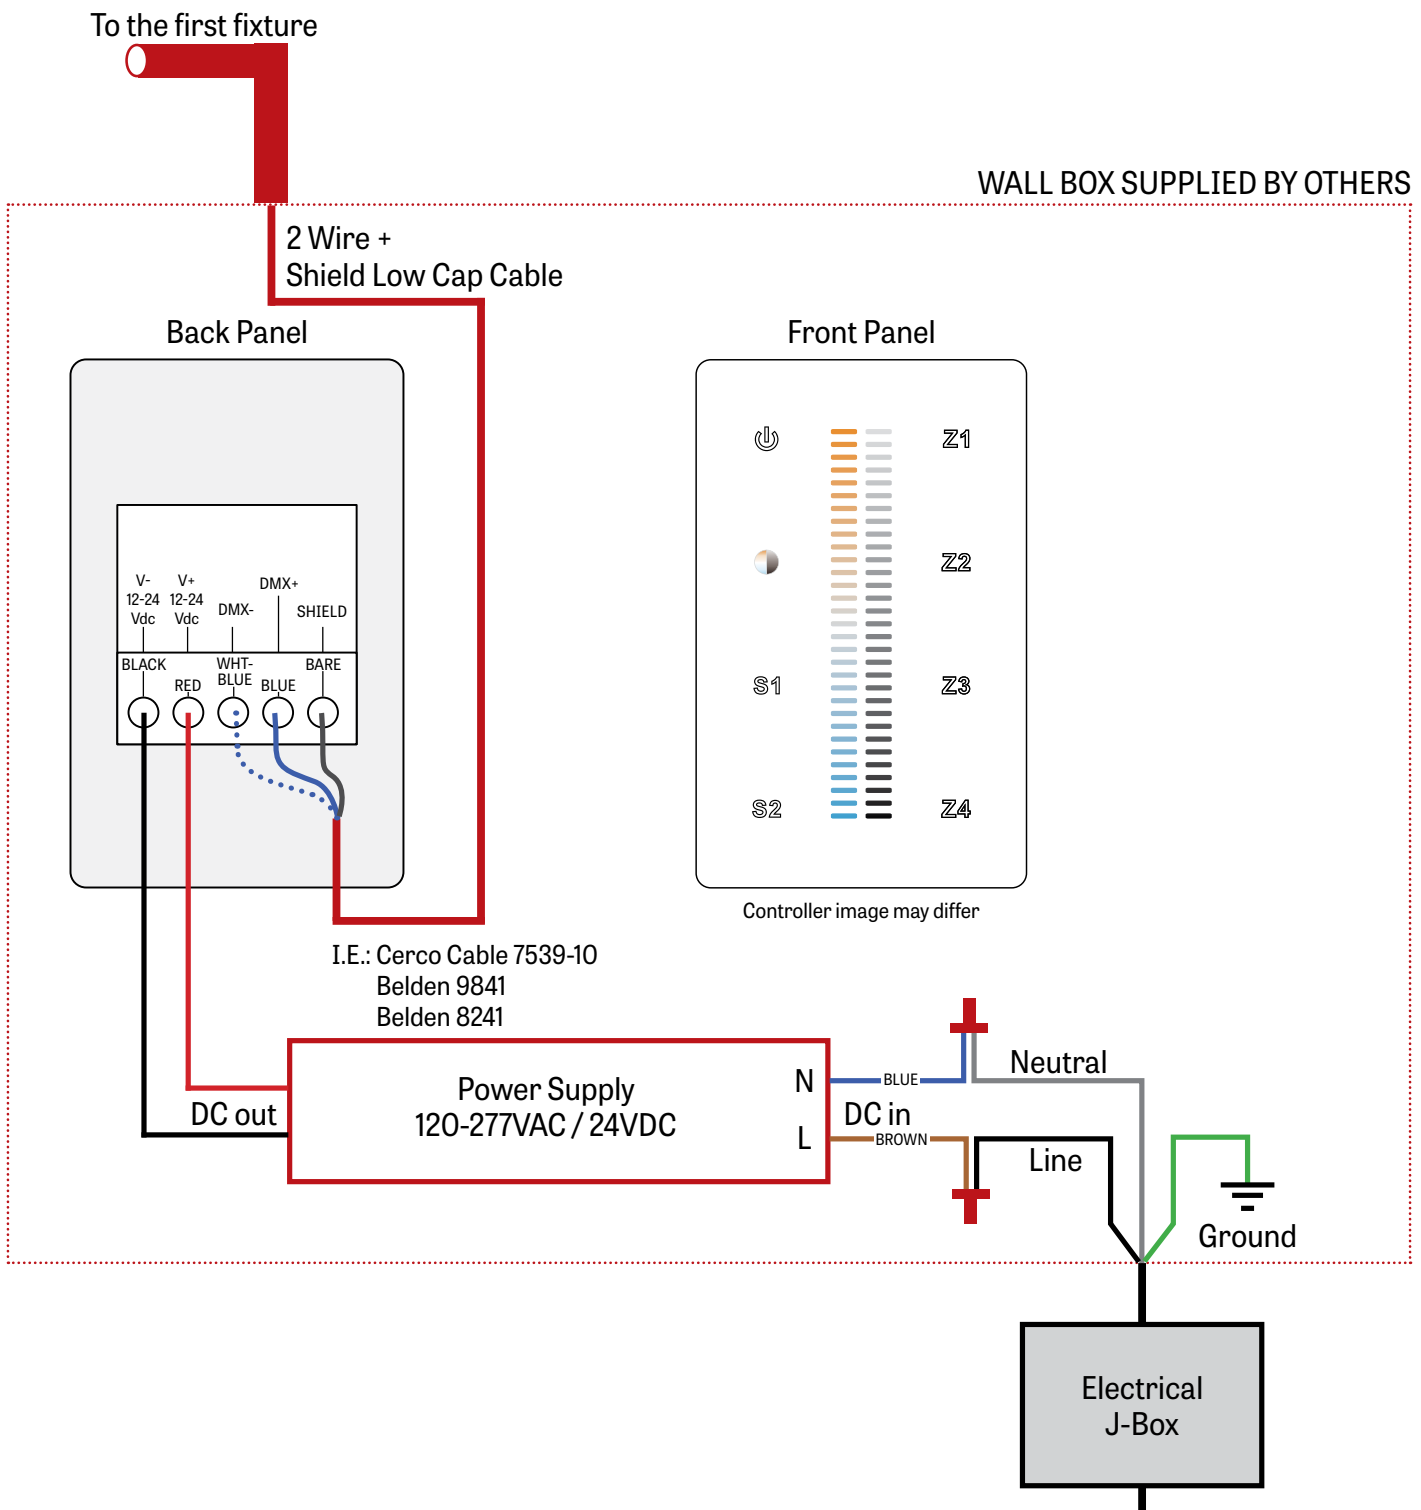 To the first fixture
WALL BOX SUPPLIED BY OTHERS
2 Wire +
Shield Low Cap Cable
Back Panel
Front Panel
V-
12-24
Vdc
V+
12-24
Vdc
DMX-
DMX+
SHIELD
BLACK
RED
WHT-
BLUE
BLUE
BARE
Z1
Z2
S1
Z3
S2
Z4
Controller image may differ
I.E.: Cerco Cable 7539-10
Belden 9841
Belden 8241
Power Supply
120-277VAC / 24VDC
N
L
DC out
DC in
BLUE
BROWN
Neutral
Line
Ground
Electrical
J-Box